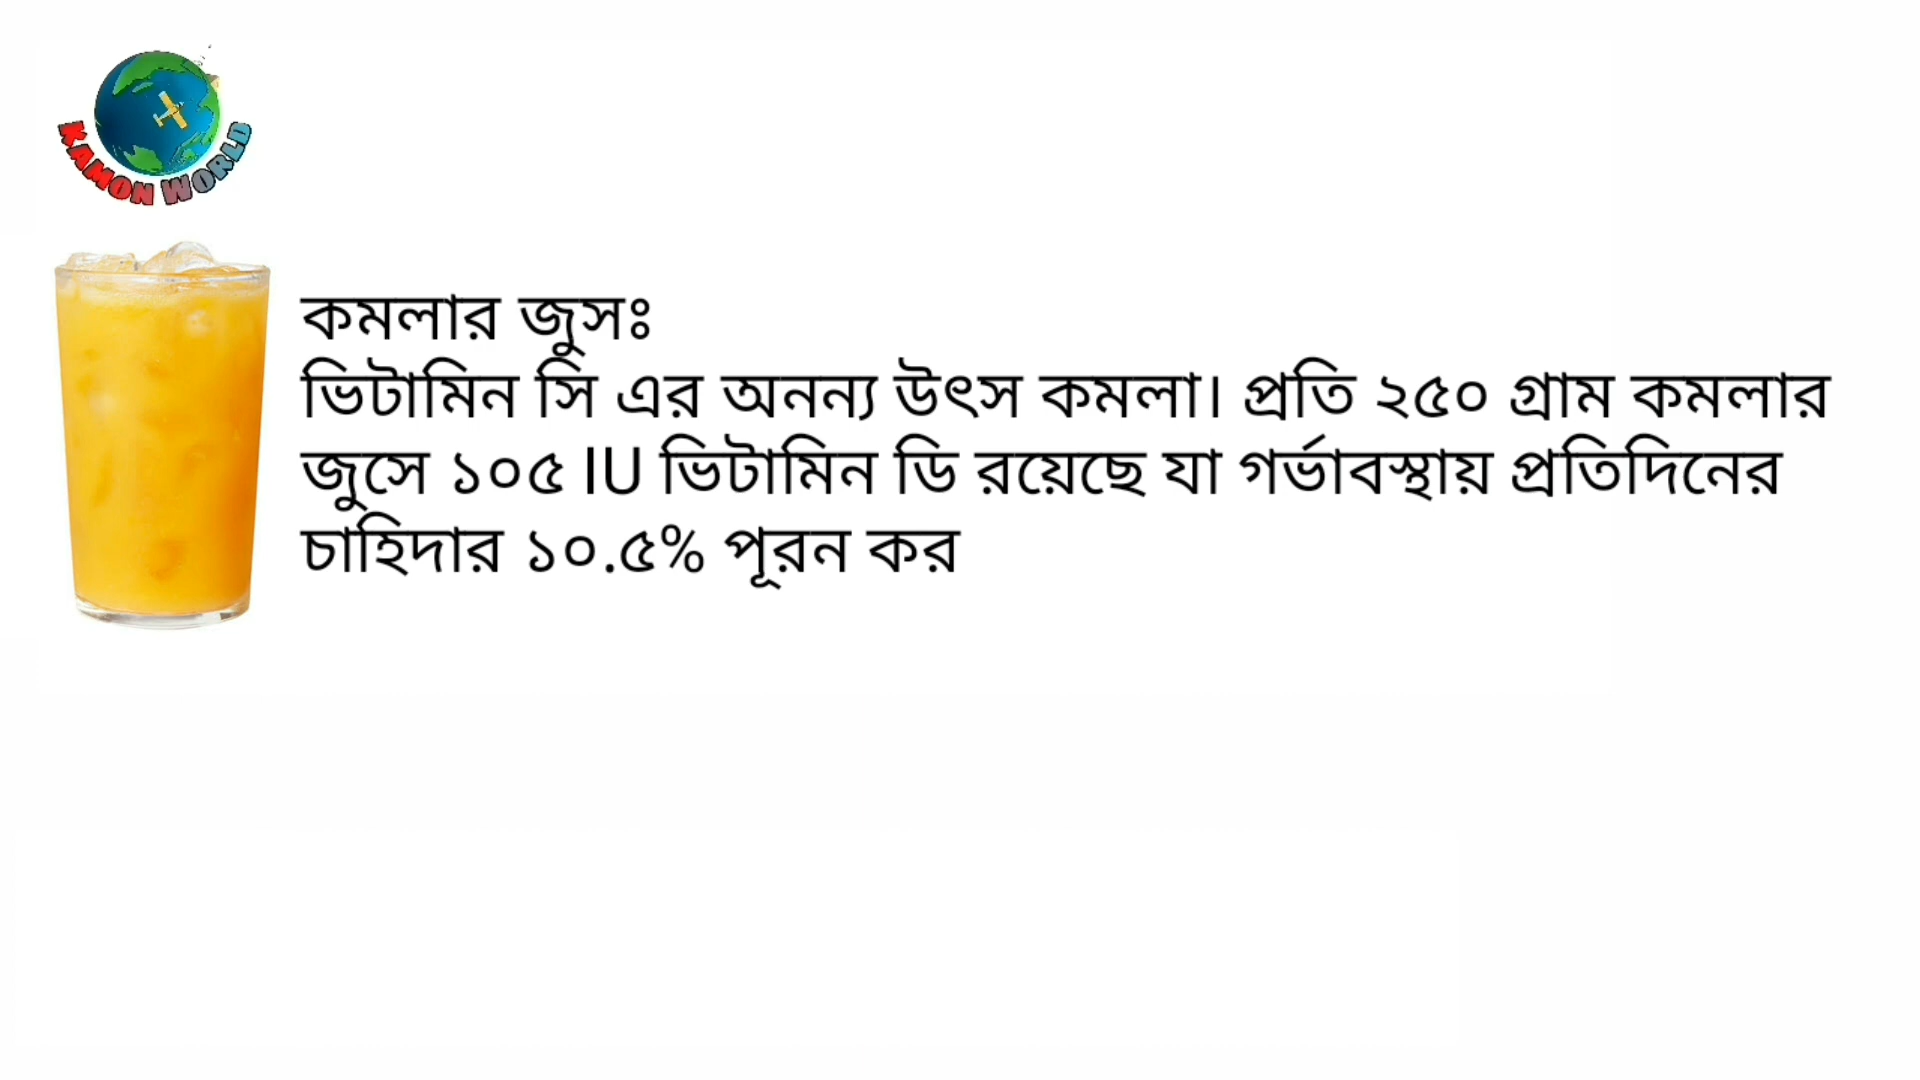 KAMON WORLD
কমলার জুসঃ
ভিটামিন সি এর অনন্য উৎস কমলা। প্রতি ২৫০ গ্রাম কমলার
জুসে ১০৫ IU ভিটামিন ডি রয়েছে যা গর্ভাবস্থায় প্রতিদিনের
চাহিদার ১০.৫% পূরন কর